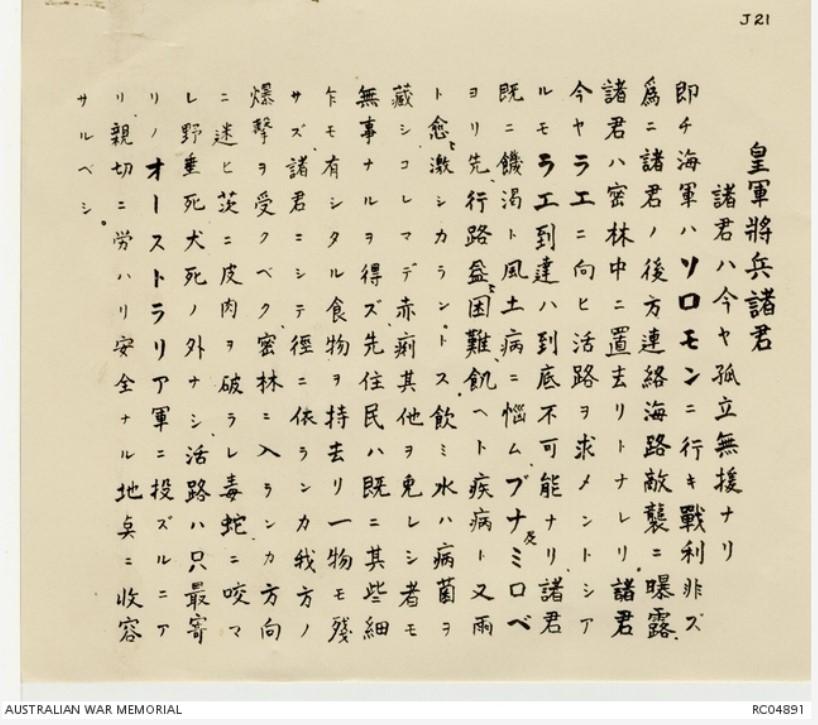 J21
皇軍將兵諸君
諸君ハ今ヤ孤立無援ナリ
即チ海軍ハソロモンニ行キ戰利非ズ
爲ニ諸君ノ後方連絡海路敵襲ニ曝露、
諸君ハ密林中ニ置去リトナレリ、諸君
今ヤラエニ向ヒ活路ヲ求メントシア
ルモラエ到達ハ到底不可能ナリ、諸君
既ニ饑渇ト風土病ニ惱ムブナ及ミロベ
ヨリ先、行路益々困難飢ヘト疾病ト又雨
ト愈々激シカラントス、飲ミ水ハ病菌ヲ
藏シコレマデ赤痢其他ヲ免レシ者モ
無事ナルヲ得ズ先住民ハ既ニ其些細
乍モ有シタル食物ヲ持去リ一物モ殘
サズ、諸君ニシテ徑ニ依ランカ我方ノ
爆撃ヲ受クベク、密林ニ入ランカ方向
ニ迷ヒ茨ニ皮肉ヲ破ラレ毒蛇ニ咬マ
レ野垂死犬死ノ外ナシ、活路ハ只最寄
リノオーストラリア軍ニ投ズルニア
リ親切ニ労ハリ安全ナル地点ニ收容
サルベシ。
AUSTRALIAN WAR MEMORIAL
RC04891